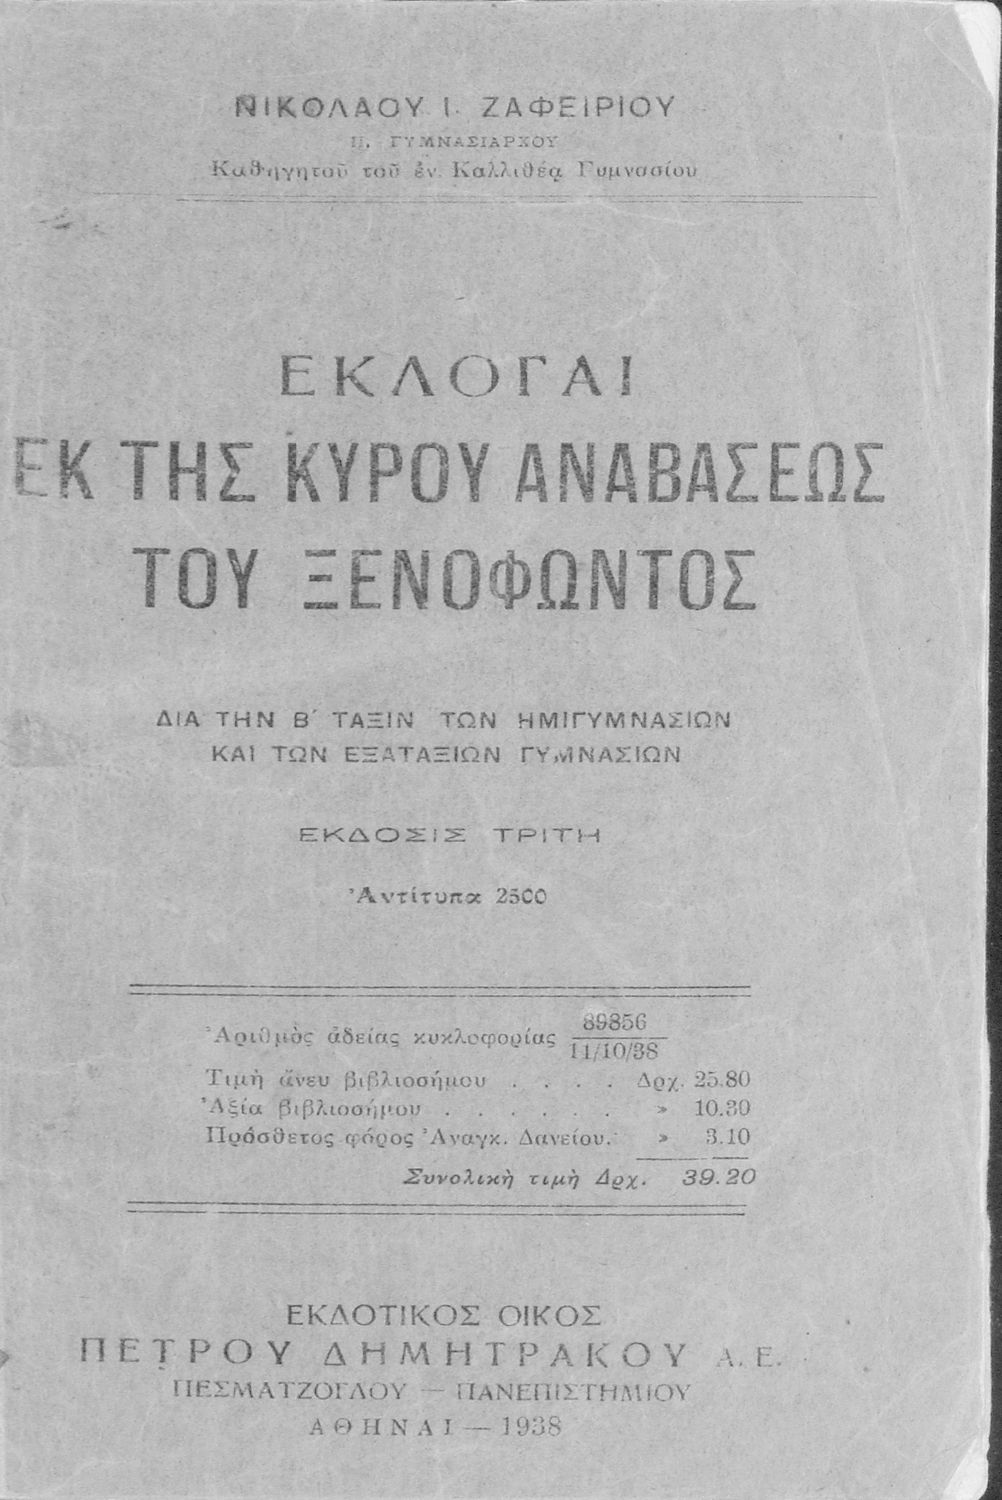 ΝΙΚΟΛΑΟΥ Ι. ΖΑΦΕΙΡΙΟΥ
Π. ΓΥΜΝΑΣΙΑΡΧΟΥ
Καθηγητοῦ τοῦ ἐν Καλλιθέᾳ Γυμνασίου
ΕΚΛΟΓΑΙ
ΕΚ ΤΗΣ ΚΥΡΟΥ ΑΝΑΒΑΣΕΩΣ
ΤΟΥ ΞΕΝΟΦΩΝΤΟΣ
ΔΙΑ ΤΗΝ Β΄ ΤΑΞΙΝ ΤΩΝ ΗΜΙΓΥΜΝΑΣΙΩΝ
ΚΑΙ ΤΩΝ ΕΞΑΤΑΞΙΩΝ ΓΥΜΝΑΣΙΩΝ
ΕΚΔΟΣΙΣ ΤΡΙΤΗ
Ἀντίτυπα 2500
Ἀριθμὸς ἀδείας κυκλοφορίας 89856
11/10/38
Τιμὴ ἄνευ βιβλιοσήμου . . . . Δρχ. 25.80
Ἀξία βιβλιοσήμου . . . . . . » 10.30
Πρόσθετος φόρος Ἀναγκ. Δανείου. » 3.10
Συνολικὴ τιμὴ Δρχ. 39.20
ΕΚΔΟΤΙΚΟΣ ΟΙΚΟΣ
ΠΕΤΡΟΥ ΔΗΜΗΤΡΑΚΟΥ Α. Ε.
ΠΕΣΜΑΤΖΟΓΛΟΥ — ΠΑΝΕΠΙΣΤΗΜΙΟΥ
ΑΘΗΝΑΙ — 1938